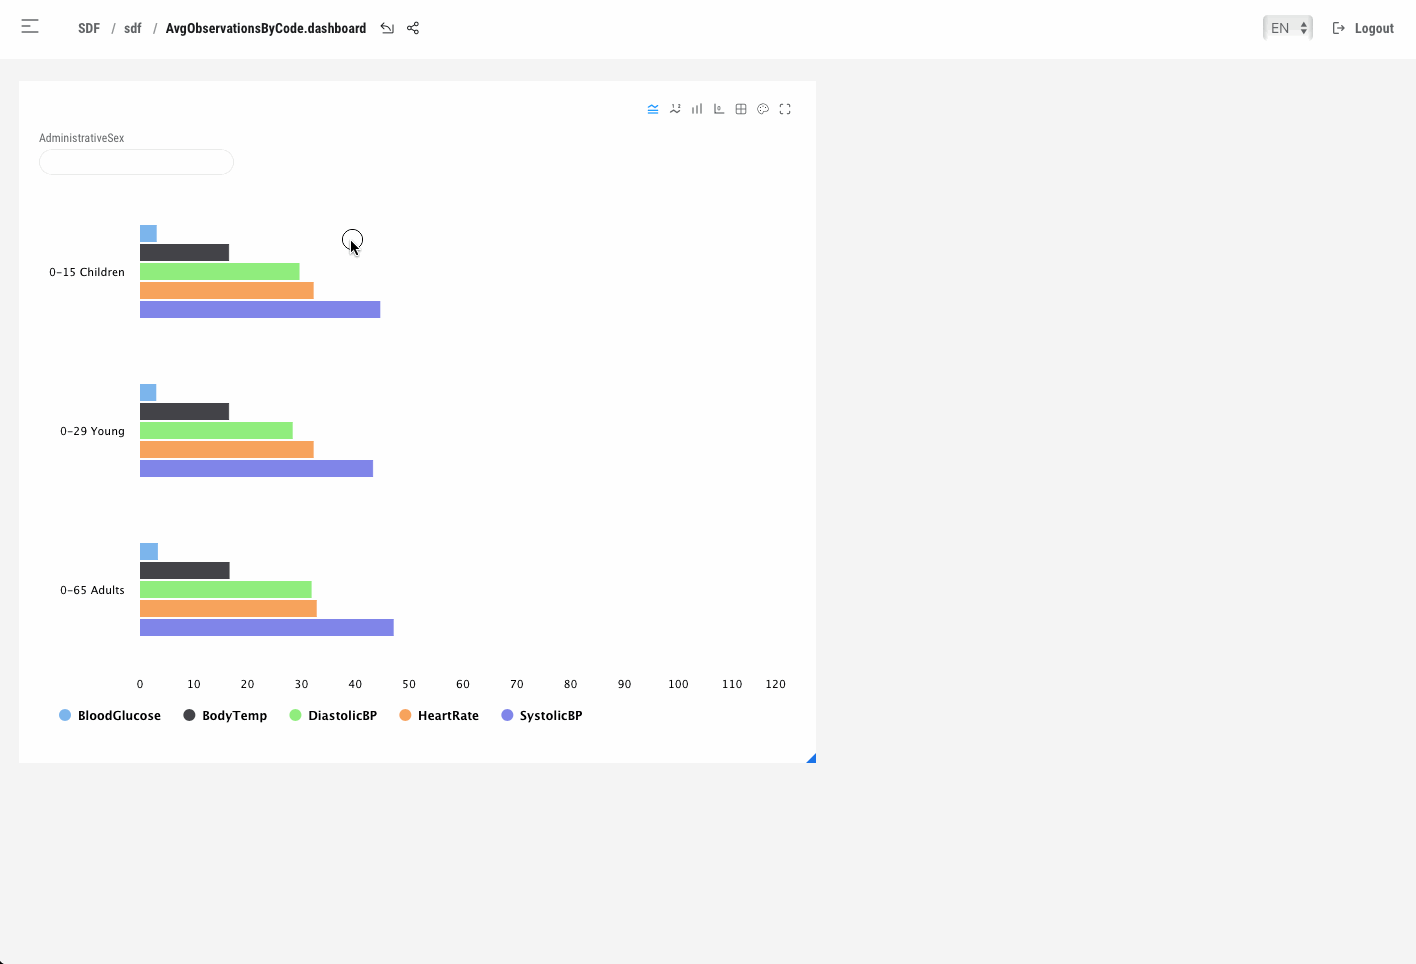 SDF / sdf / AvgObservationsByCode.dashboard
EN
Logout
AdministrativeSex
0-15 Children
0-29 Young
0-65 Adults
0 10 20 30 40 50 60 70 80 90 100 110 120
BloodGlucose BodyTemp DiastolicBP HeartRate SystolicBP